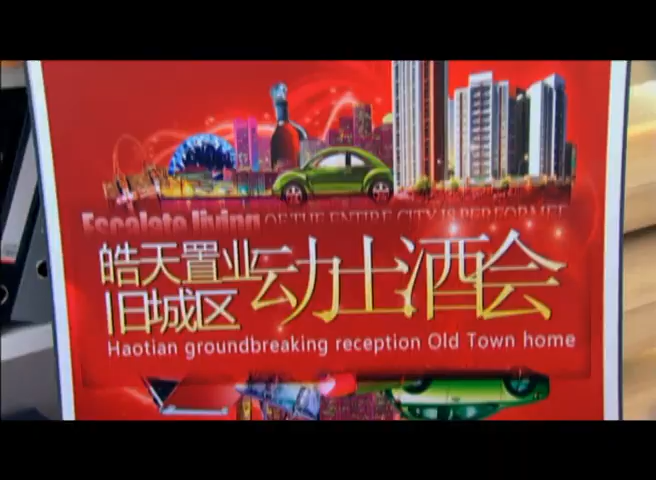 Escalate living OF THE ENTIRE CITY IS PERFORMED
皓天置业
旧城区
动土酒会
Haotian groundbreaking reception Old Town home